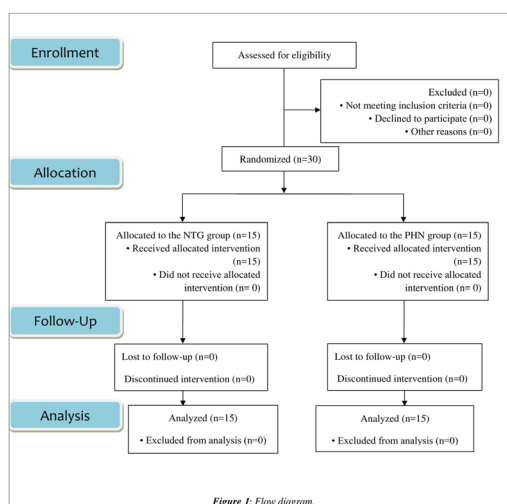 Enrollment
Assessed for eligibility
Excluded (n=0)
• Not meeting inclusion criteria (n=0)
• Declined to participate (n=0)
• Other reasons (n=0)
Randomized (n=30)
Allocation
Allocated to the NTG group (n=15)
• Received allocated intervention
(n=15)
• Did not receive allocated
intervention (n= 0)
Allocated to the PHN group (n=15)
• Received allocated intervention
(n=15)
• Did not receive allocated
intervention (n= 0)
Follow-Up
Lost to follow-up (n=0)
Discontinued intervention (n=0)
Lost to follow-up (n=0)
Discontinued intervention (n=0)
Analysis
Analyzed (n=15)
• Excluded from analysis (n=0)
Analyzed (n=15)
• Excluded from analysis (n=0)
Figure 1: Flow diagram.